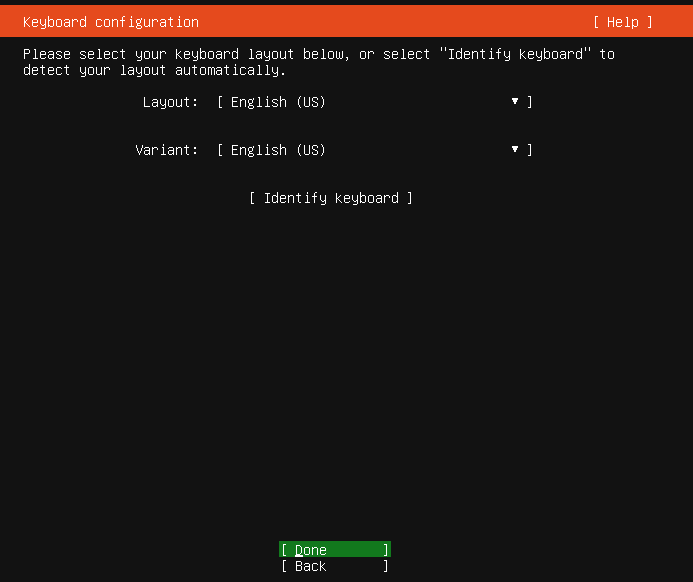 Keyboard configuration [ Help ]
Please select your keyboard layout below, or select "Identify keyboard" to
detect your layout automatically.
Layout: [ English (US) ▼ ]
Variant: [ English (US) ▼ ]
[ Identify keyboard ]
[ Done ]
[ Back ]